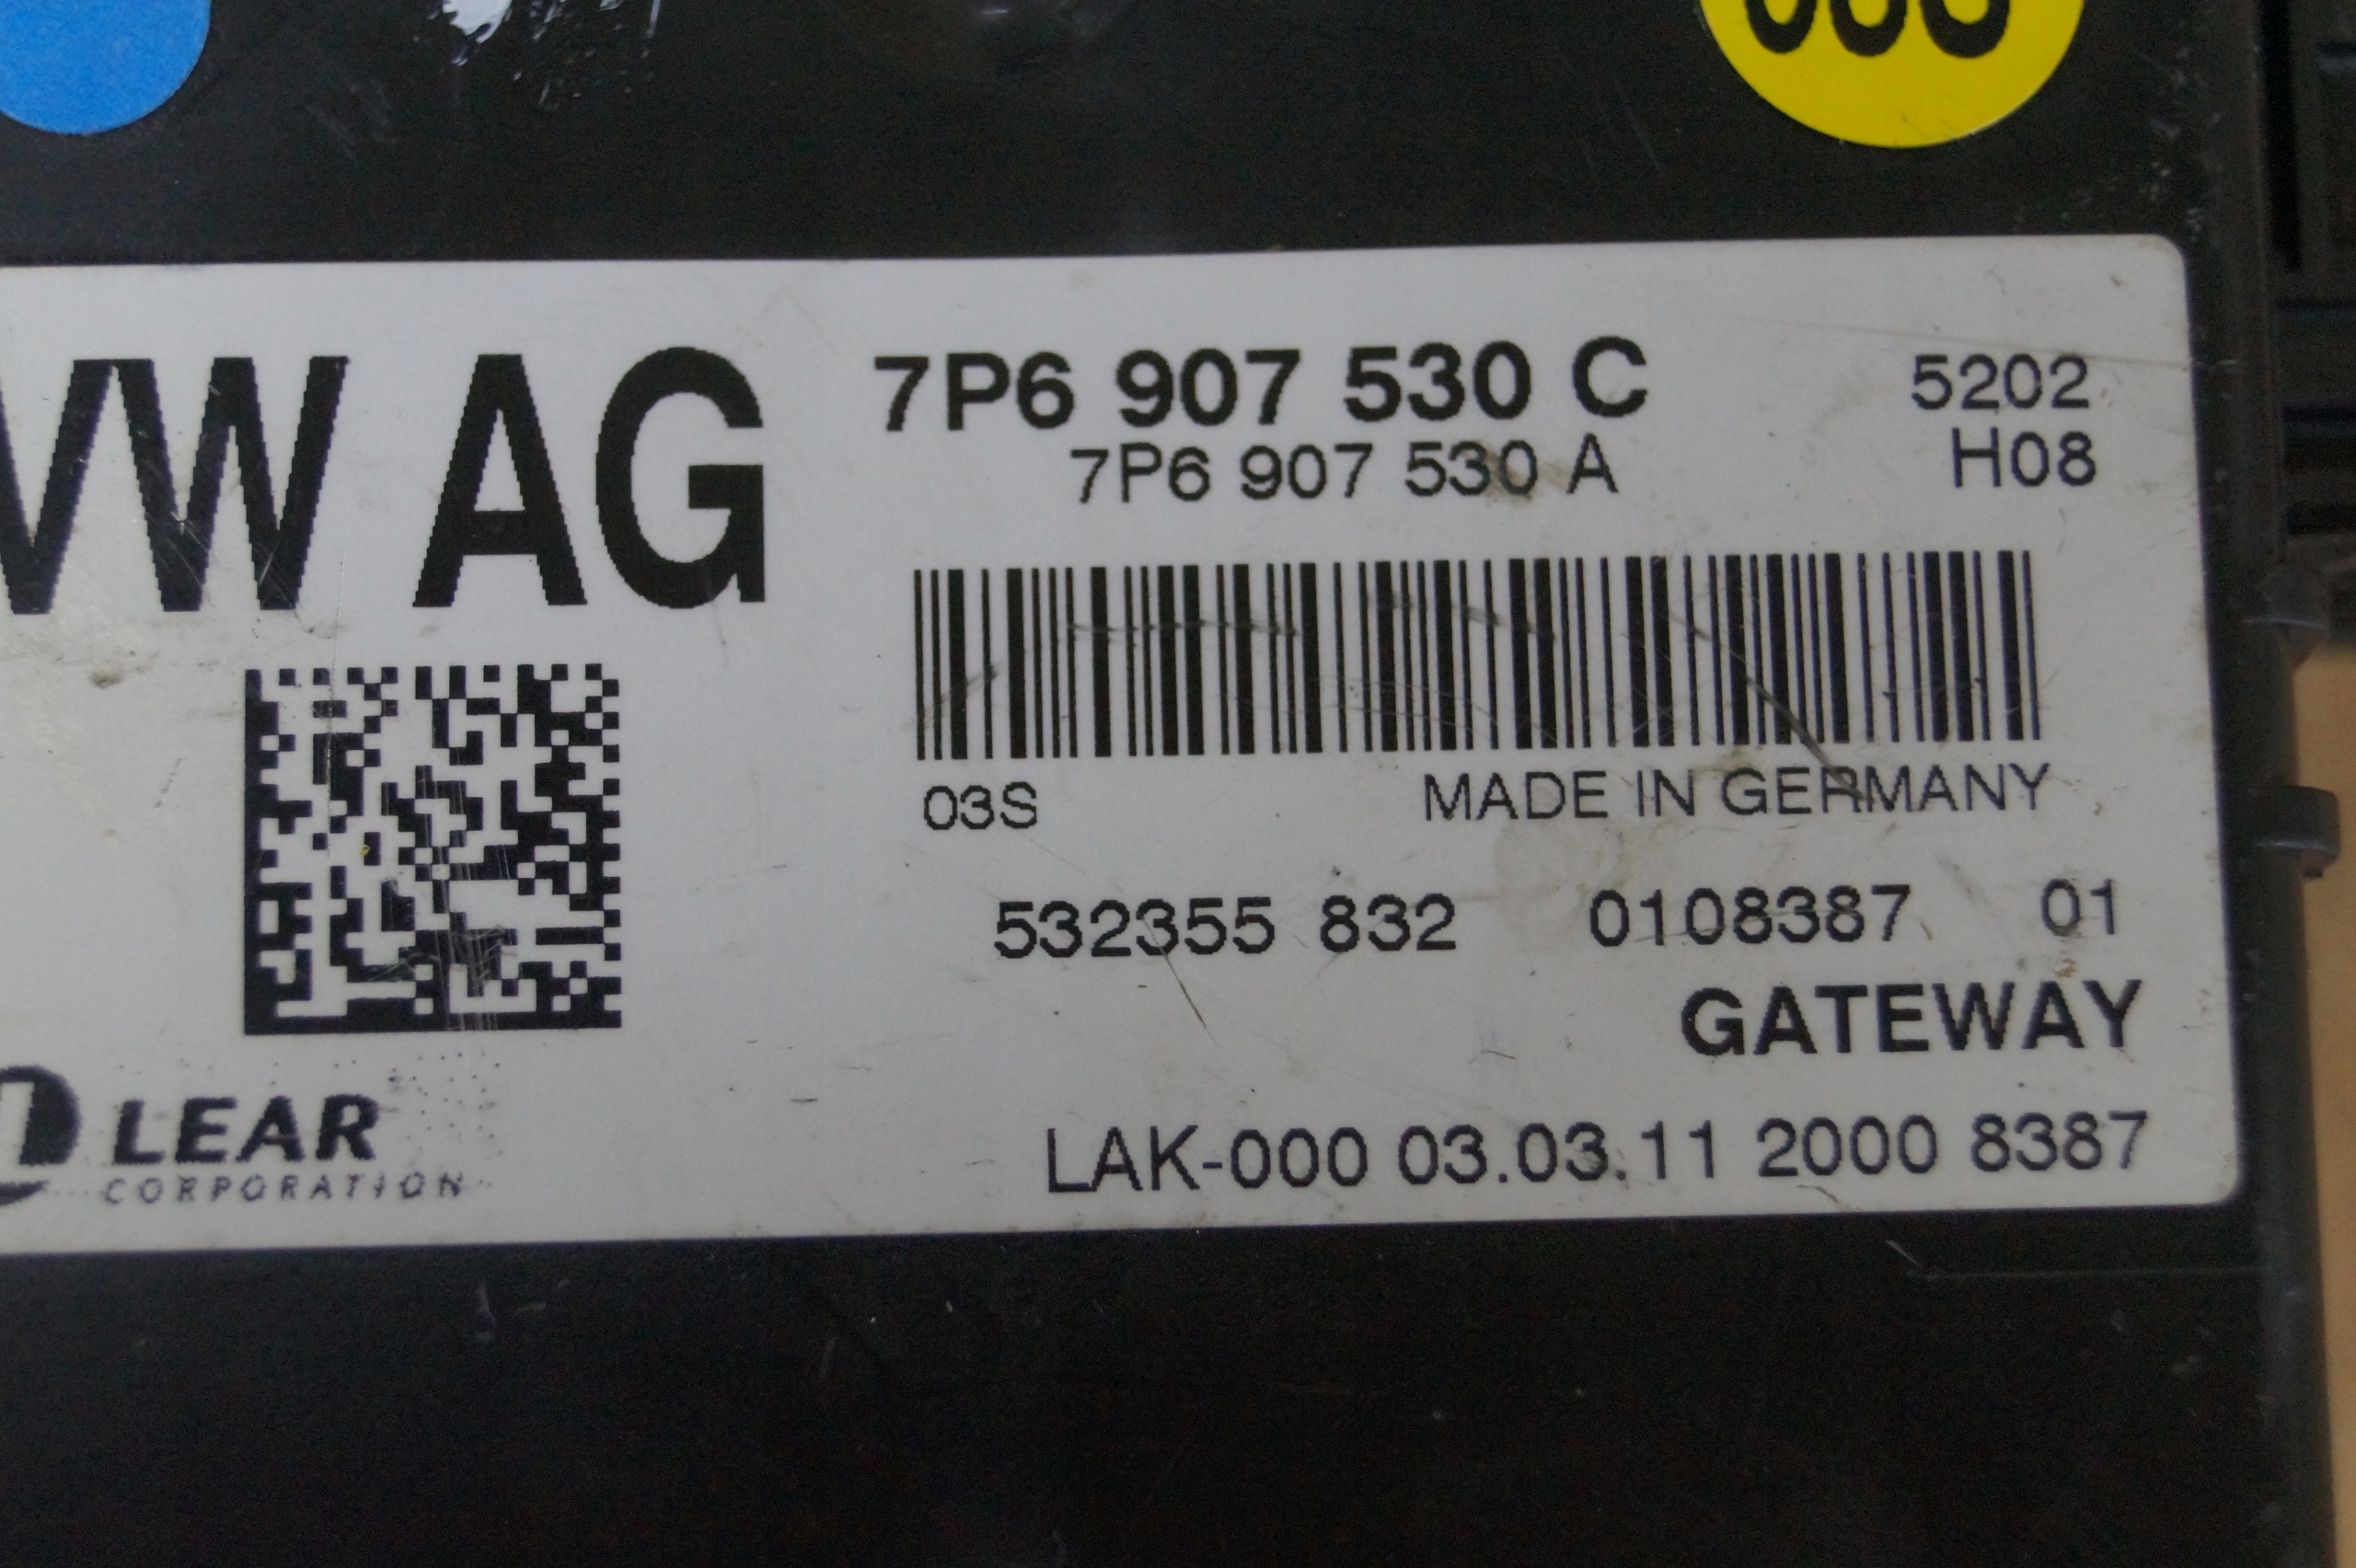 VW AG
7P6 907 530 C
5202
7P6 907 530 A
H08
03S
MADE IN GERMANY
532355 832 0108387 01
GATEWAY
LEAR
CORPORATION
LAK-000 03.03.11 2000 8387